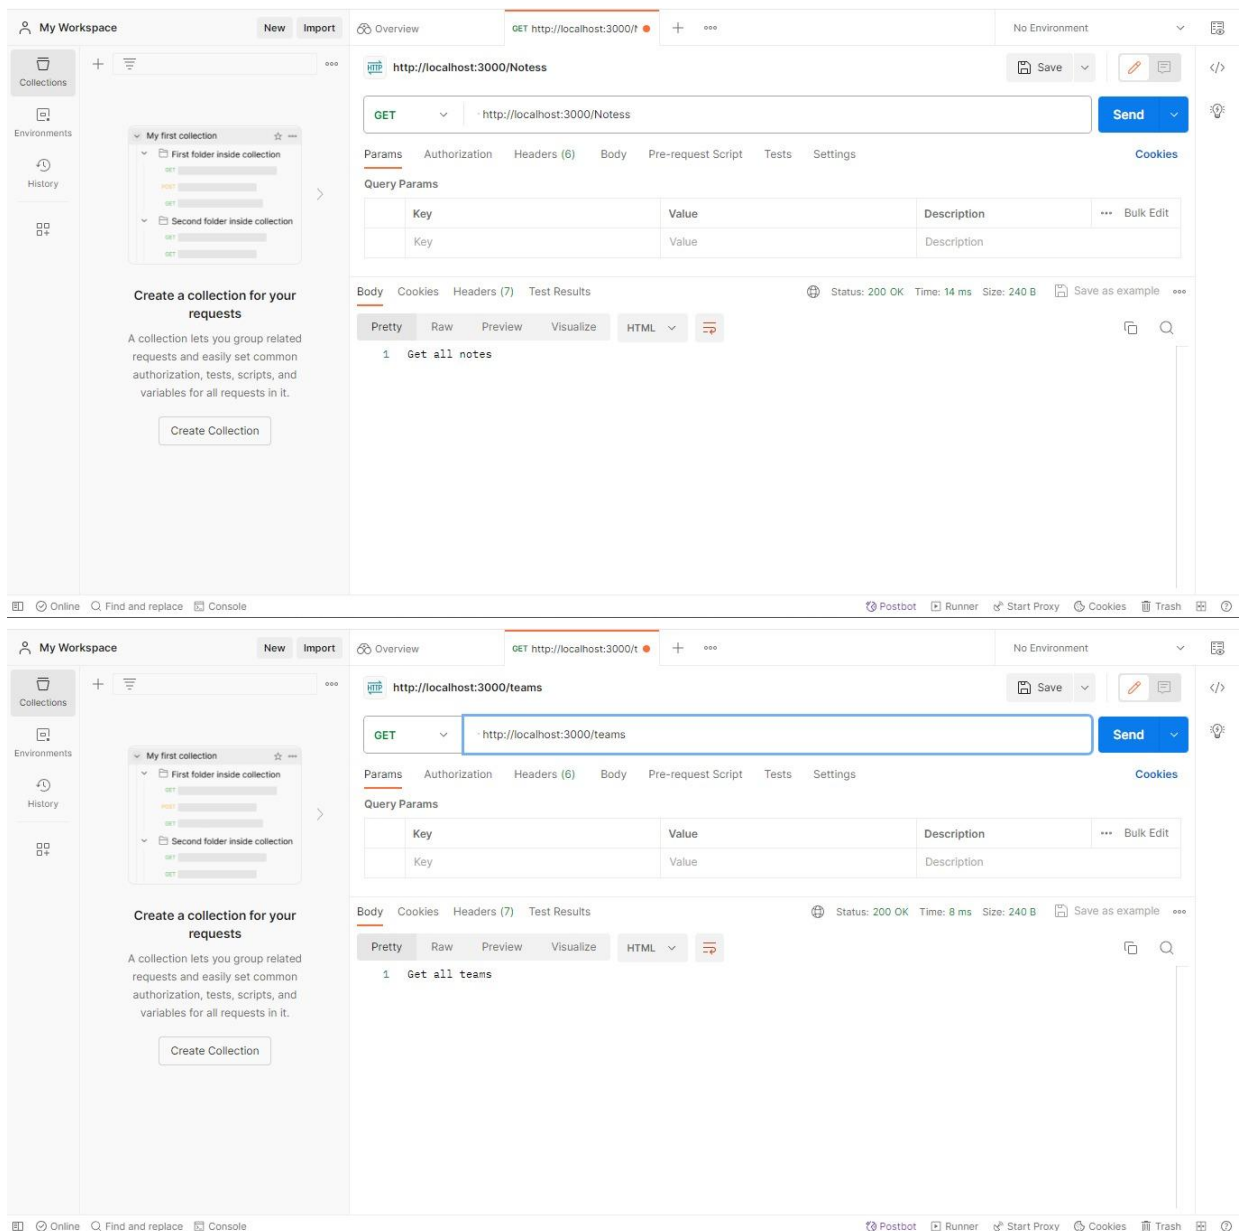 My Workspace New Import Overview GET http://localhost:3000/ No Environment
Collections http://localhost:3000/Notess Save
GET http://localhost:3000/Notess Send
Environments
My first collection
Params Authorization Headers (6) Body Pre-request Script Tests Settings Cookies
First folder inside collection
GET
History
Query Params
POST
GET
Key Value Description Bulk Edit
Second folder inside collection
GET
Key Value Description
GET
Create a collection for your
requests
Body Cookies Headers (7) Test Results Status: 200 OK Time: 14 ms Size: 240 B Save as example
A collection lets you group related
requests and easily set common
authorization, tests, scripts, and
variables for all requests in it.
Pretty Raw Preview Visualize HTML
1 Get all notes
Create Collection
Online Find and replace Console Postbot Runner Start Proxy Cookies Trash
My Workspace New Import Overview GET http://localhost:3000/t No Environment
Collections http://localhost:3000/teams Save
GET http://localhost:3000/teams Send
Environments
My first collection
Params Authorization Headers (6) Body Pre-request Script Tests Settings Cookies
First folder inside collection
GET
History
Query Params
POST
GET
Key Value Description Bulk Edit
Second folder inside collection
GET
Key Value Description
GET
Create a collection for your
requests
Body Cookies Headers (7) Test Results Status: 200 OK Time: 8 ms Size: 240 B Save as example
A collection lets you group related
requests and easily set common
authorization, tests, scripts, and
variables for all requests in it.
Pretty Raw Preview Visualize HTML
1 Get all teams
Create Collection
Online Find and replace Console Postbot Runner Start Proxy Cookies Trash